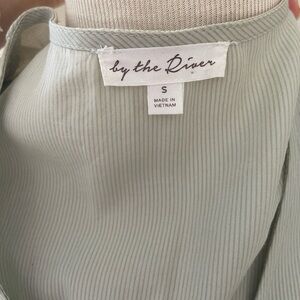 by the River
S
MADE IN
VIETNAM